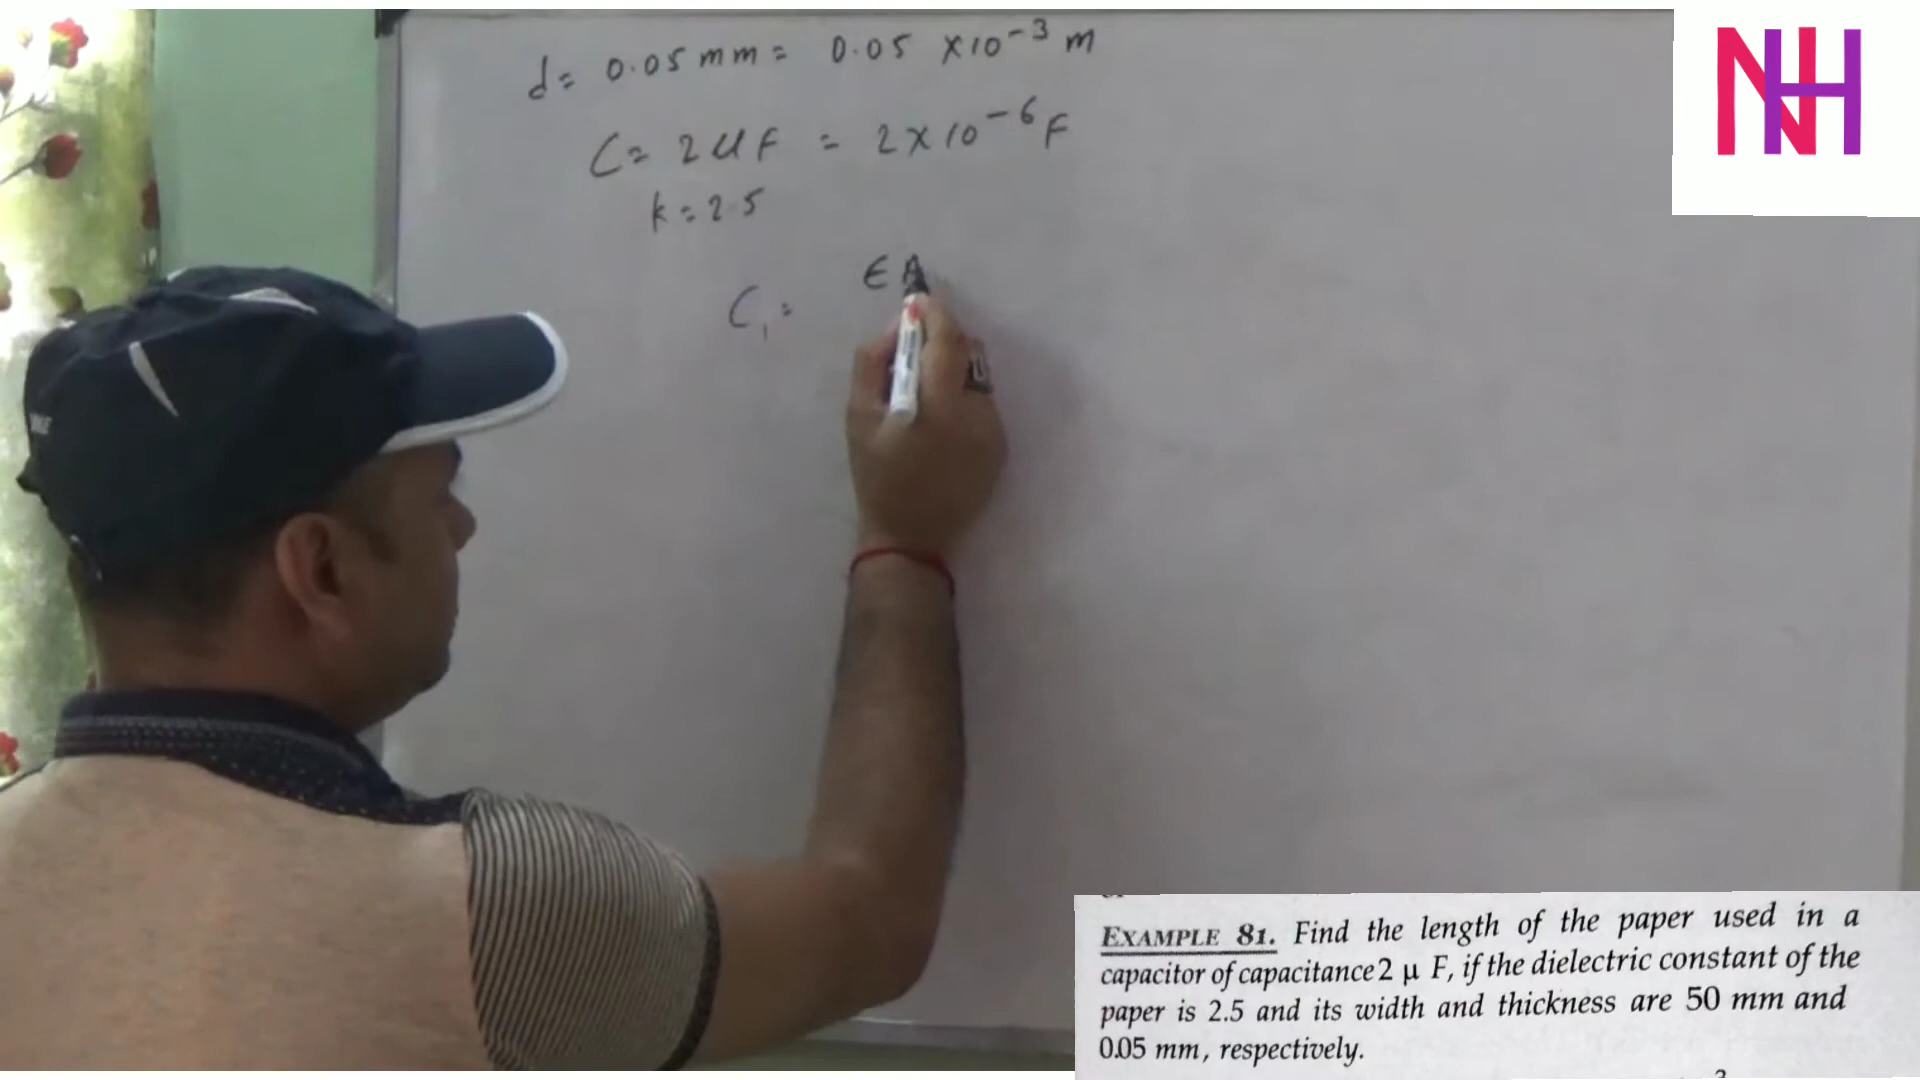 d = 0.05 mm = 0.05 × 10⁻³ m
C = 2 μF = 2 × 10⁻⁶ F
k = 2.5
C₁ = ∈ A
NH
EXAMPLE 81. Find the length of the paper used in a
capacitor of capacitance 2 μ F, if the dielectric constant of the
paper is 2.5 and its width and thickness are 50 mm and
0.05 mm, respectively.